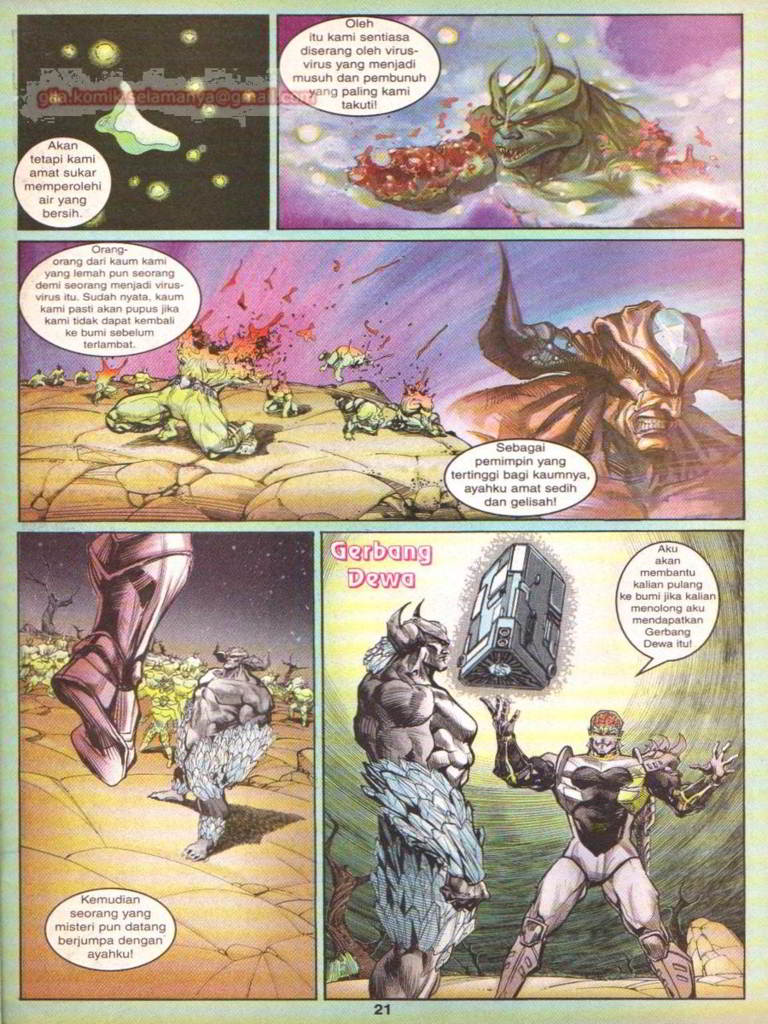 gila.komik.selamanya@gmail.com
Akan
tetapi kami
amat sukar
memperolehi
air yang
bersih.
Oleh
itu kami sentiasa
diserang oleh virus-
virus yang menjadi
musuh dan pembunuh
yang paling kami
takuti!
Orang-
orang dari kaum kami
yang lemah pun seorang
demi seorang menjadi virus-
virus itu. Sudah nyata, kaum
kami pasti akan pupus jika
kami tidak dapat kembali
ke bumi sebelum
terlambat.
Sebagai
pemimpin yang
tertinggi bagi kaumnya,
ayahku amat sedih
dan gelisah!
Kemudian
seorang yang
misteri pun datang
berjumpa dengan
ayahku!
Gerbang
Dewa
Aku
akan
membantu
kalian pulang
ke bumi jika kalian
menolong aku
mendapatkan
Gerbang
Dewa itu!
21